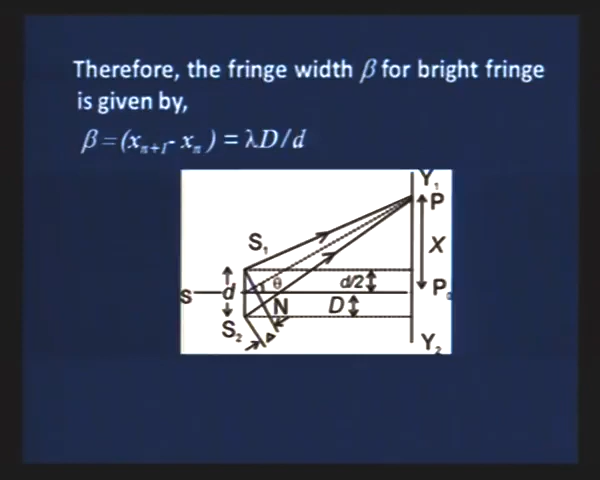 Therefore, the fringe width β for bright fringe
is given by,
β=(xₙ₊₁- xₙ) = λD/d
Y₁
P
S₁
X
θ
d/2
S
d
P₀
N
D
S₂
Δ
Y₂